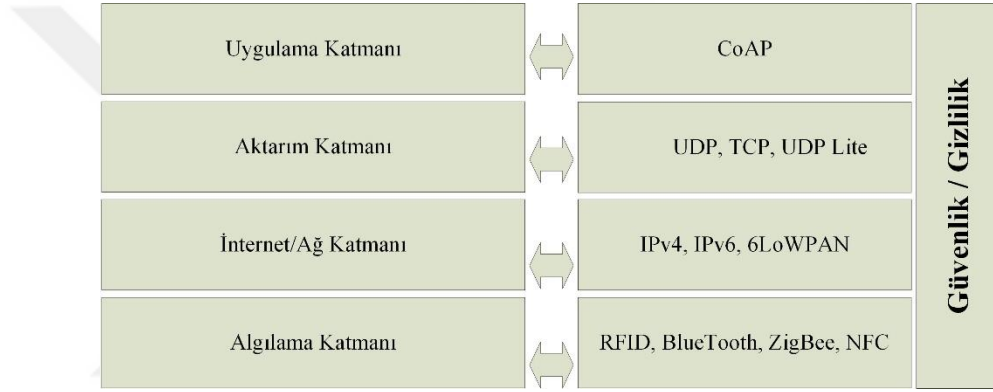 Uygulama Katmanı
CoAP
Aktarım Katmanı
UDP, TCP, UDP Lite
İnternet/Ağ Katmanı
IPv4, IPv6, 6LoWPAN
Algılama Katmanı
RFID, BlueTooth, ZigBee, NFC
Güvenlik / Gizlilik